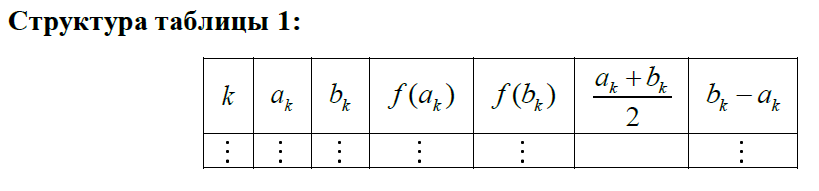 Структура таблицы 1:
k a_k b_k f(a_k) f(b_k) (a_k + b_k)/2 b_k − a_k
⋮ ⋮ ⋮ ⋮ ⋮ ⋮